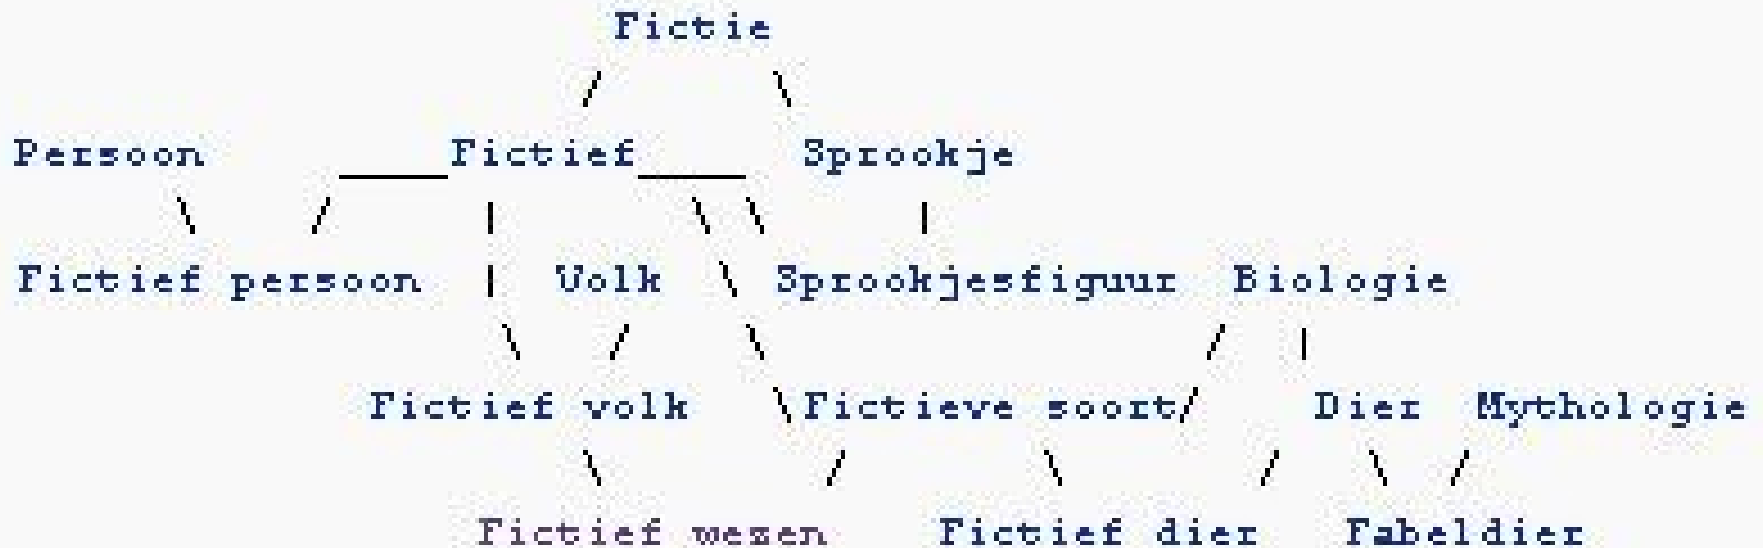 Fictie
Persoon Fictief Sprookje
Fictief persoon Volk Sprookjesfiguur Biologie
Fictief volk Fictieve soort Dier Mythologie
Fictief wezen Fictief dier Fabeldier